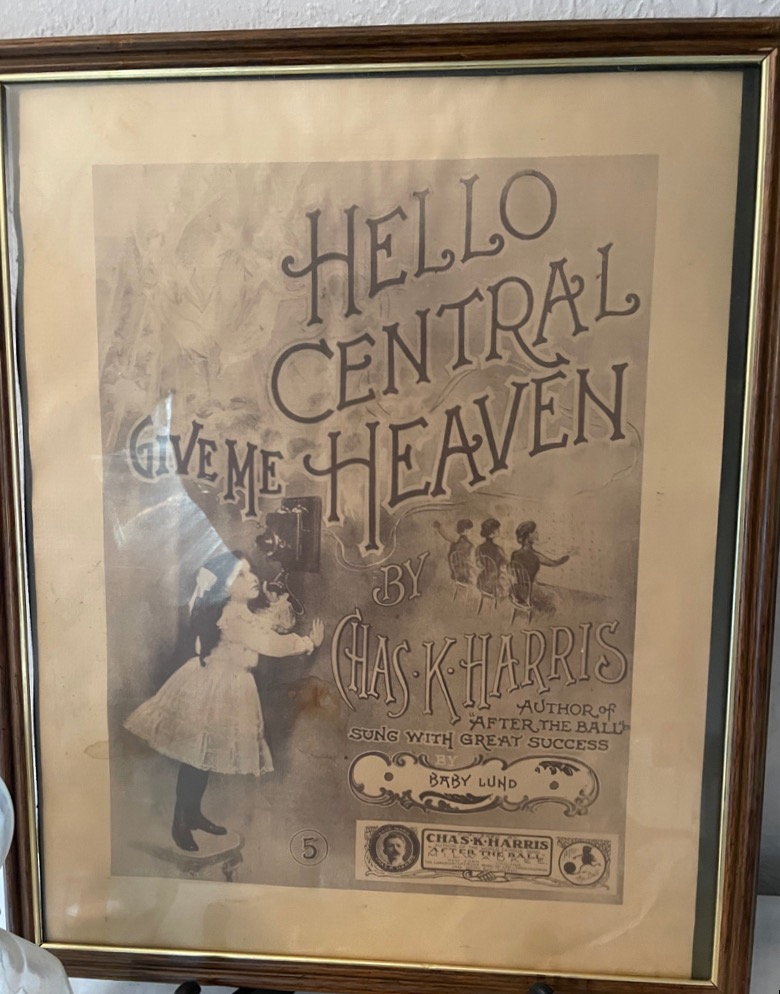 HELLO
CENTRAL
GIVE ME HEAVEN
BY
CHAS·K·HARRIS
AUTHOR of
"AFTER THE BALL"
SUNG WITH GREAT SUCCESS
BY
BABY LUND
5
CHAS·K·HARRIS
AFTER THE BALL